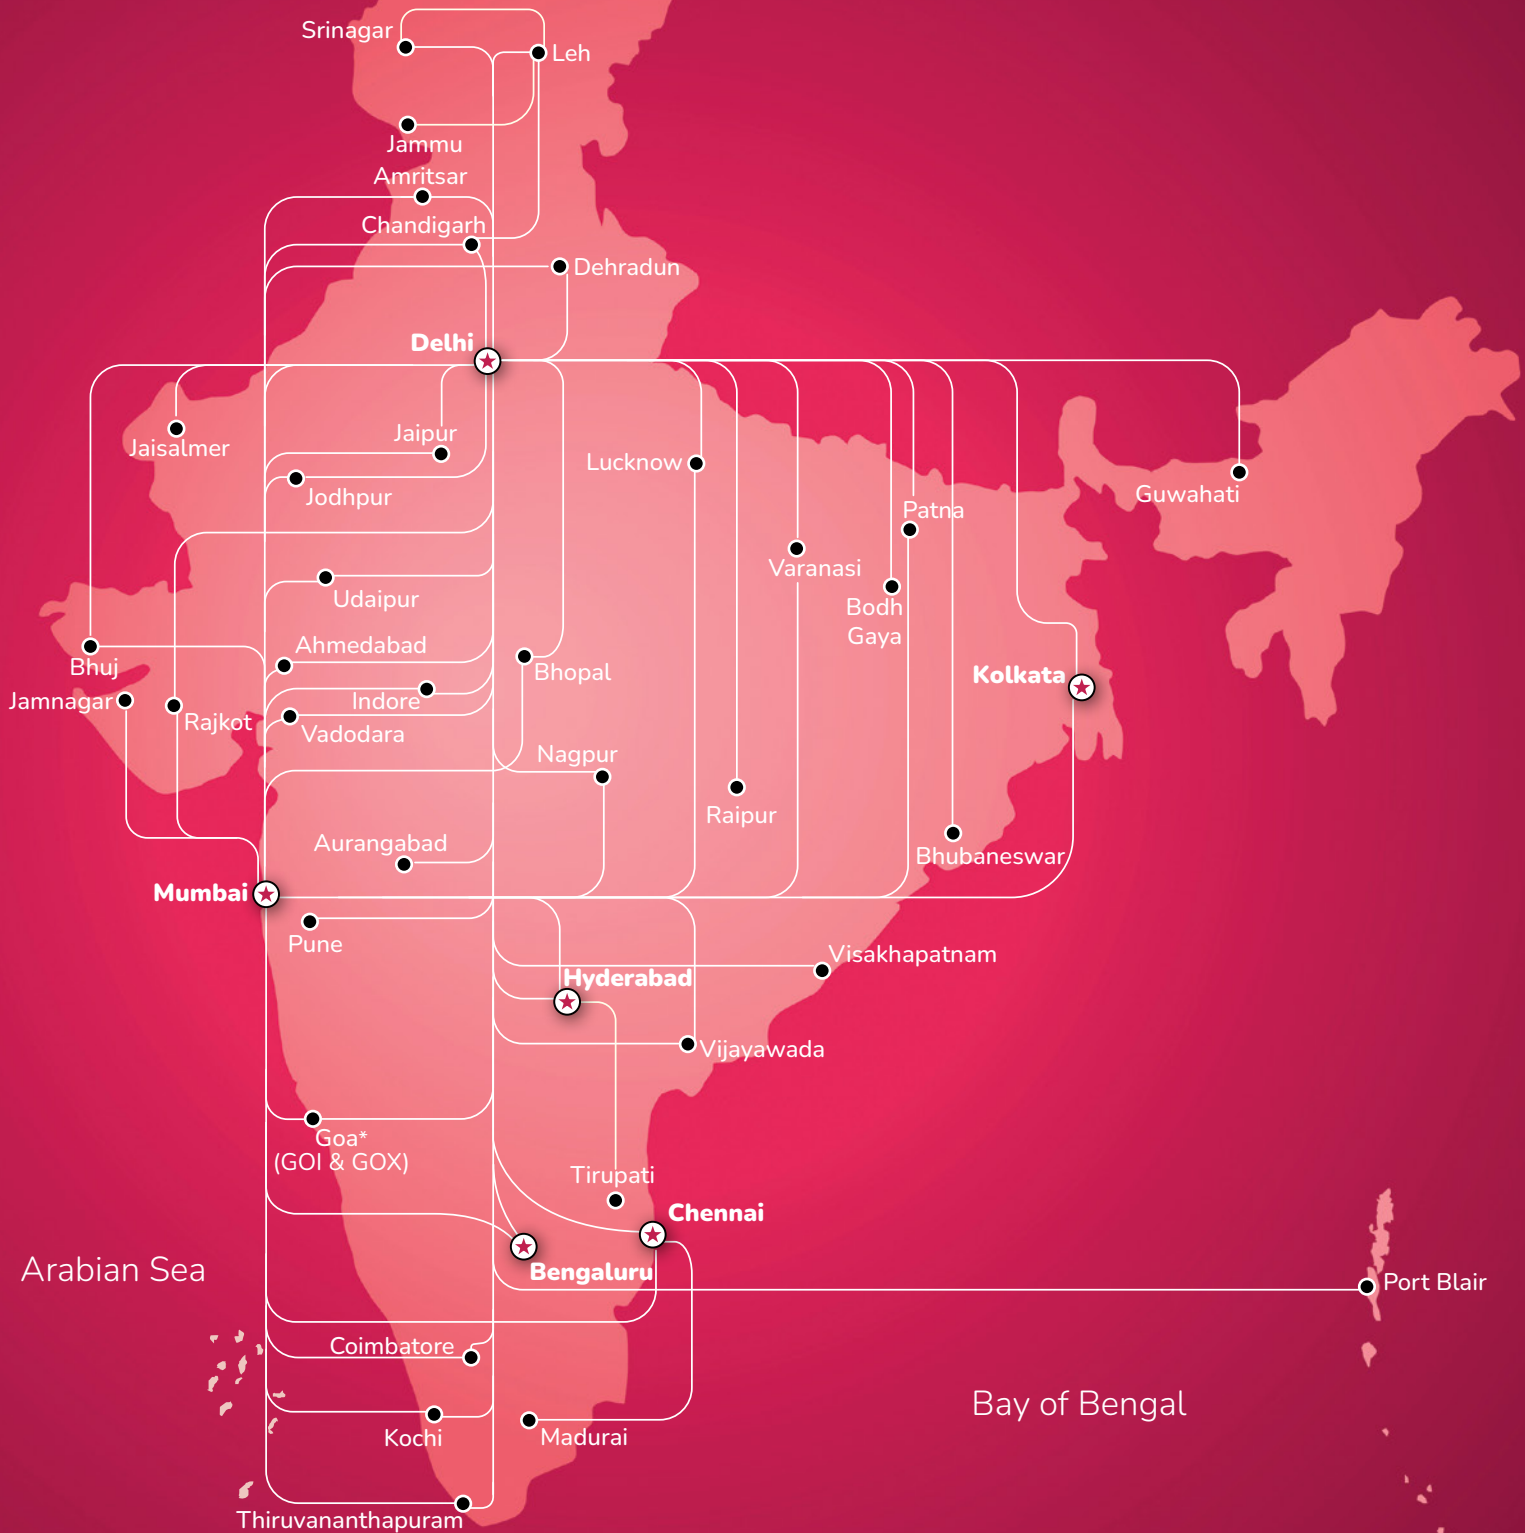 Srinagar
Leh
Jammu
Amritsar
Chandigarh
Dehradun
Delhi
Jaisalmer
Jaipur
Lucknow
Jodhpur
Guwahati
Patna
Varanasi
Udaipur
Bodh
Gaya
Ahmedabad
Bhuj
Bhopal
Kolkata
Jamnagar
Indore
Rajkot
Vadodara
Nagpur
Raipur
Aurangabad
Bhubaneswar
Mumbai
Pune
Visakhapatnam
Hyderabad
Vijayawada
Goa*
(GOI & GOX)
Tirupati
Chennai
Arabian Sea
Bengaluru
Port Blair
Coimbatore
Bay of Bengal
Kochi
Madurai
Thiruvananthapuram